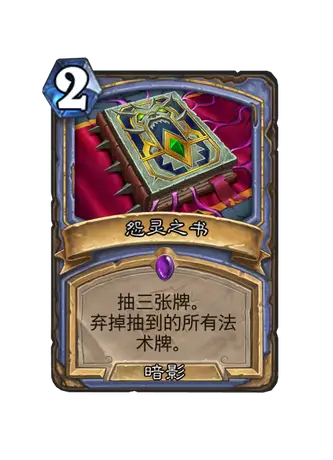 2
怨灵之书
抽三张牌。
弃掉抽到的所有法
术牌。
暗影